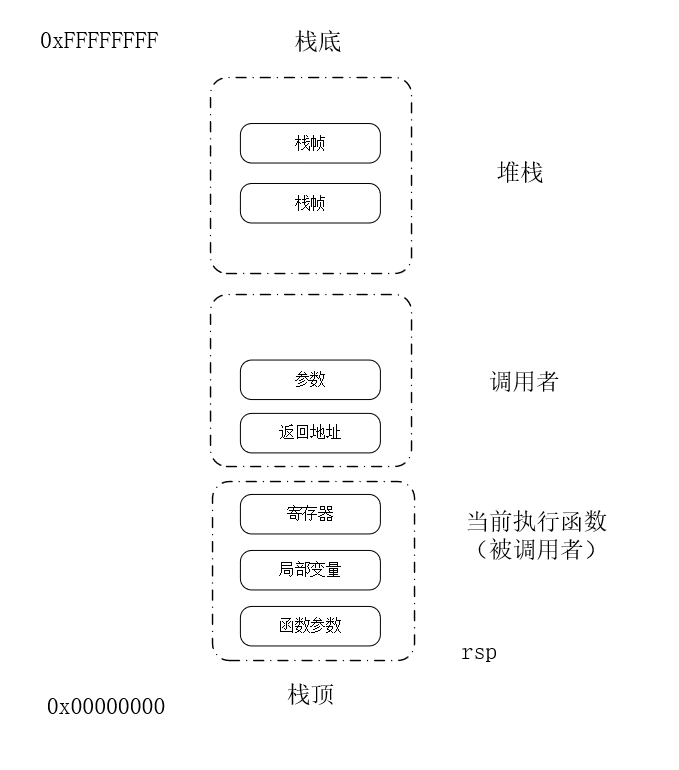 0xFFFFFFFF
栈底
栈帧
栈帧
堆栈
参数
返回地址
调用者
寄存器
局部变量
函数参数
当前执行函数
（被调用者）
rsp
栈顶
0x00000000